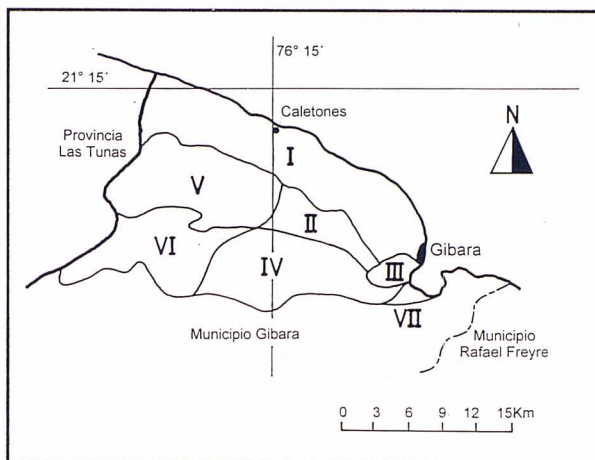 76° 15´
21° 15´
Caletones
N
Provincia
Las Tunas
I
V
II
Gibara
VI
IV
III
VII
Municipio Gibara
Municipio
Rafael Freyre
0 3 6 9 12 15Km